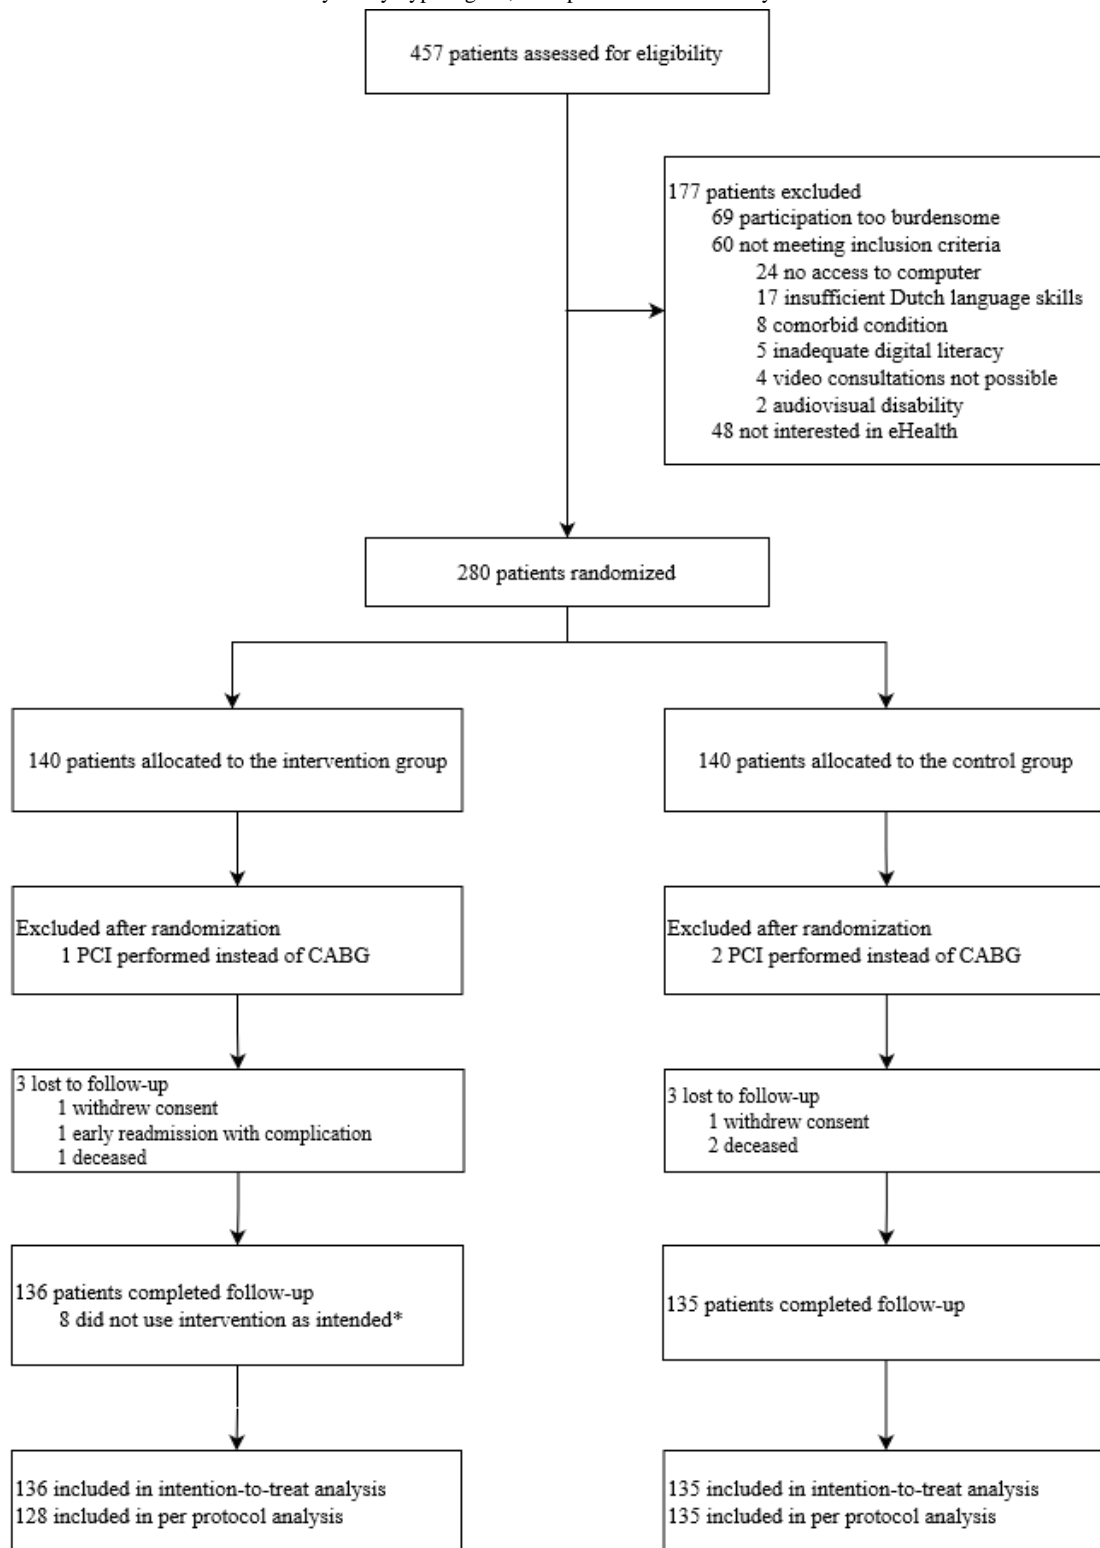 457 patients assessed for eligibility
177 patients excluded
69 participation too burdensome
60 not meeting inclusion criteria
24 no access to computer
17 insufficient Dutch language skills
8 comorbid condition
5 inadequate digital literacy
4 video consultations not possible
2 audiovisual disability
48 not interested in eHealth
280 patients randomized
140 patients allocated to the intervention group
140 patients allocated to the control group
Excluded after randomization
1 PCI performed instead of CABG
Excluded after randomization
2 PCI performed instead of CABG
3 lost to follow-up
1 withdrew consent
1 early readmission with complication
1 deceased
3 lost to follow-up
1 withdrew consent
2 deceased
136 patients completed follow-up
8 did not use intervention as intended*
135 patients completed follow-up
136 included in intention-to-treat analysis
128 included in per protocol analysis
135 included in intention-to-treat analysis
135 included in per protocol analysis